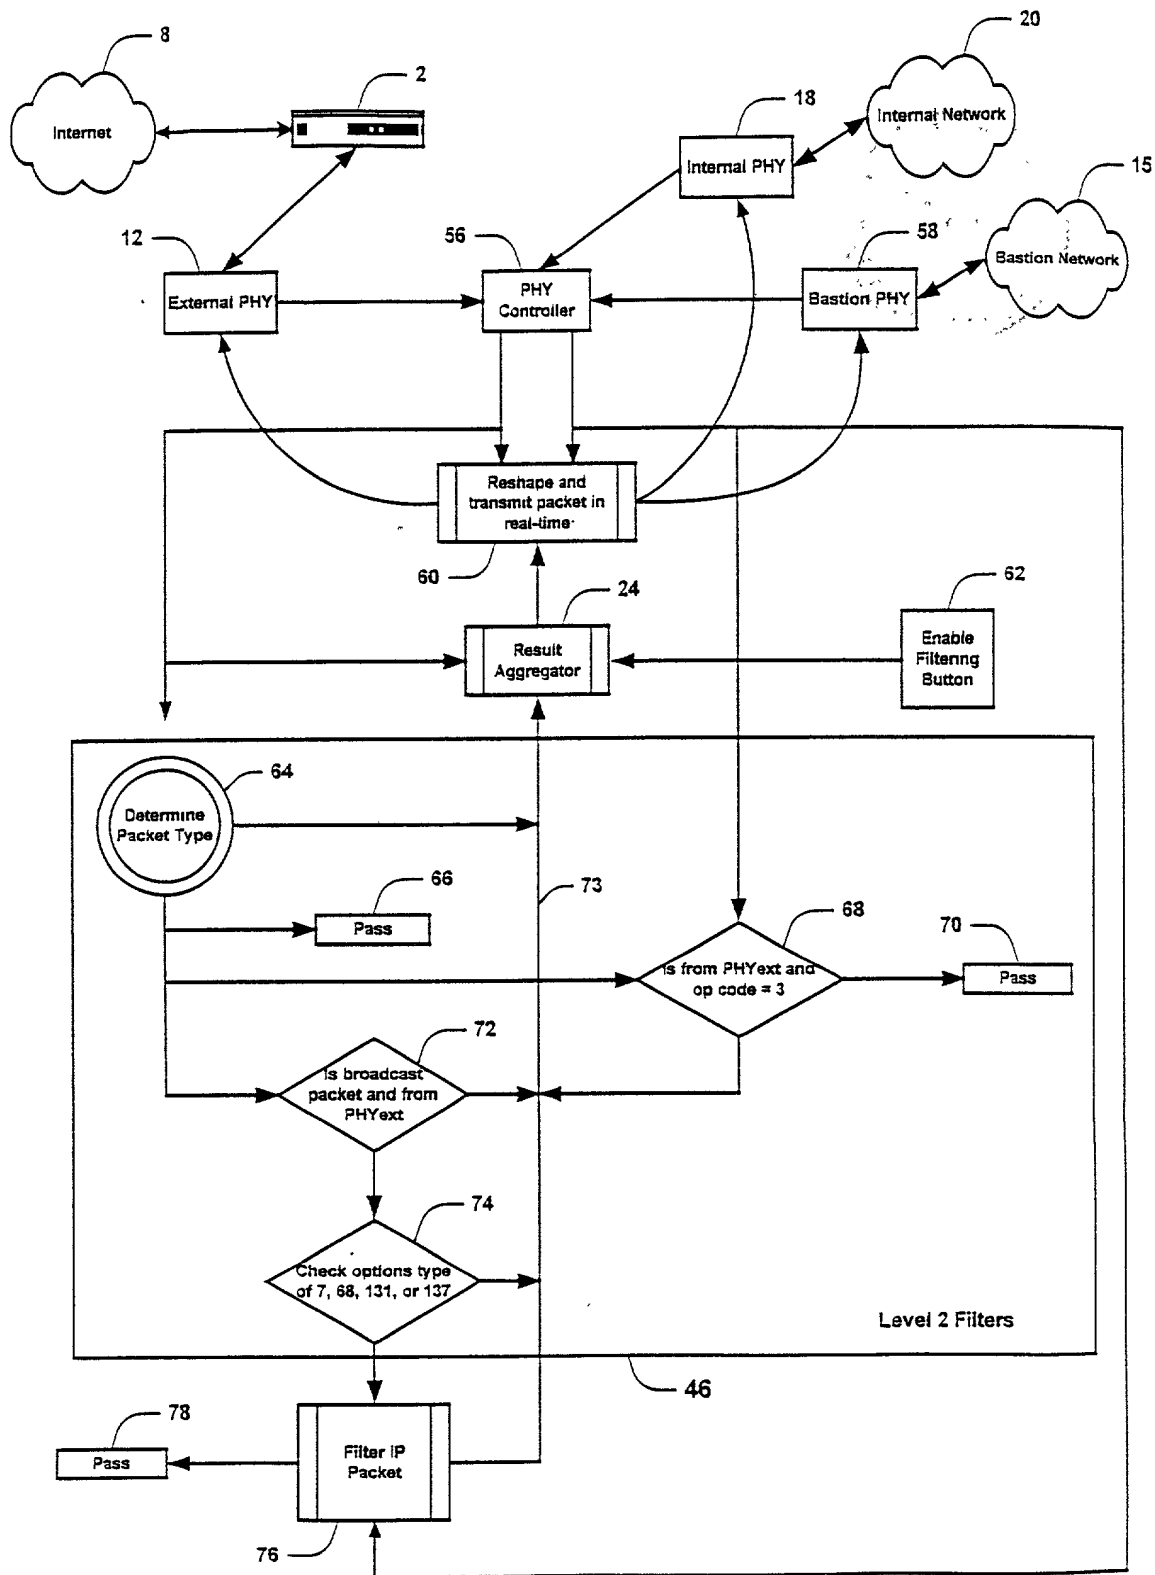 8
20
2
Internet
18
Internal Network
Internal PHY
15
12
56
58
Bastion Network
External PHY
PHY
Controller
Bastion PHY
Reshape and
transmit packet in
real-time
60
24
62
Result
Aggregator
Enable
Filtering
Button
64
Determine
Packet Type
66
73
68
Pass
70
Is from PHYext and
op code = 3
Pass
72
Is broadcast
packet and from
PHYext
74
Check options type
of 7, 68, 131, or 137
Level 2 Filters
46
78
Filter IP
Packet
Pass
76